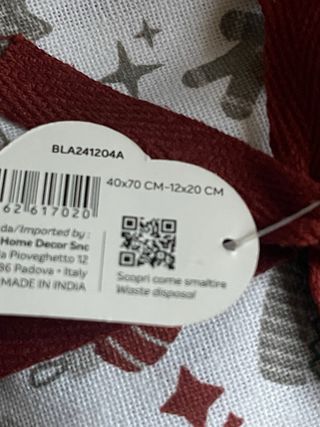 BLA241204A
40x70 CM-12x20 CM
62 617020
da/Imported by:
Home Decor Snc
Pioveghetto 12
86 Padova • Italy
MADE IN INDIA
Scopri come smaltire
Waste disposal